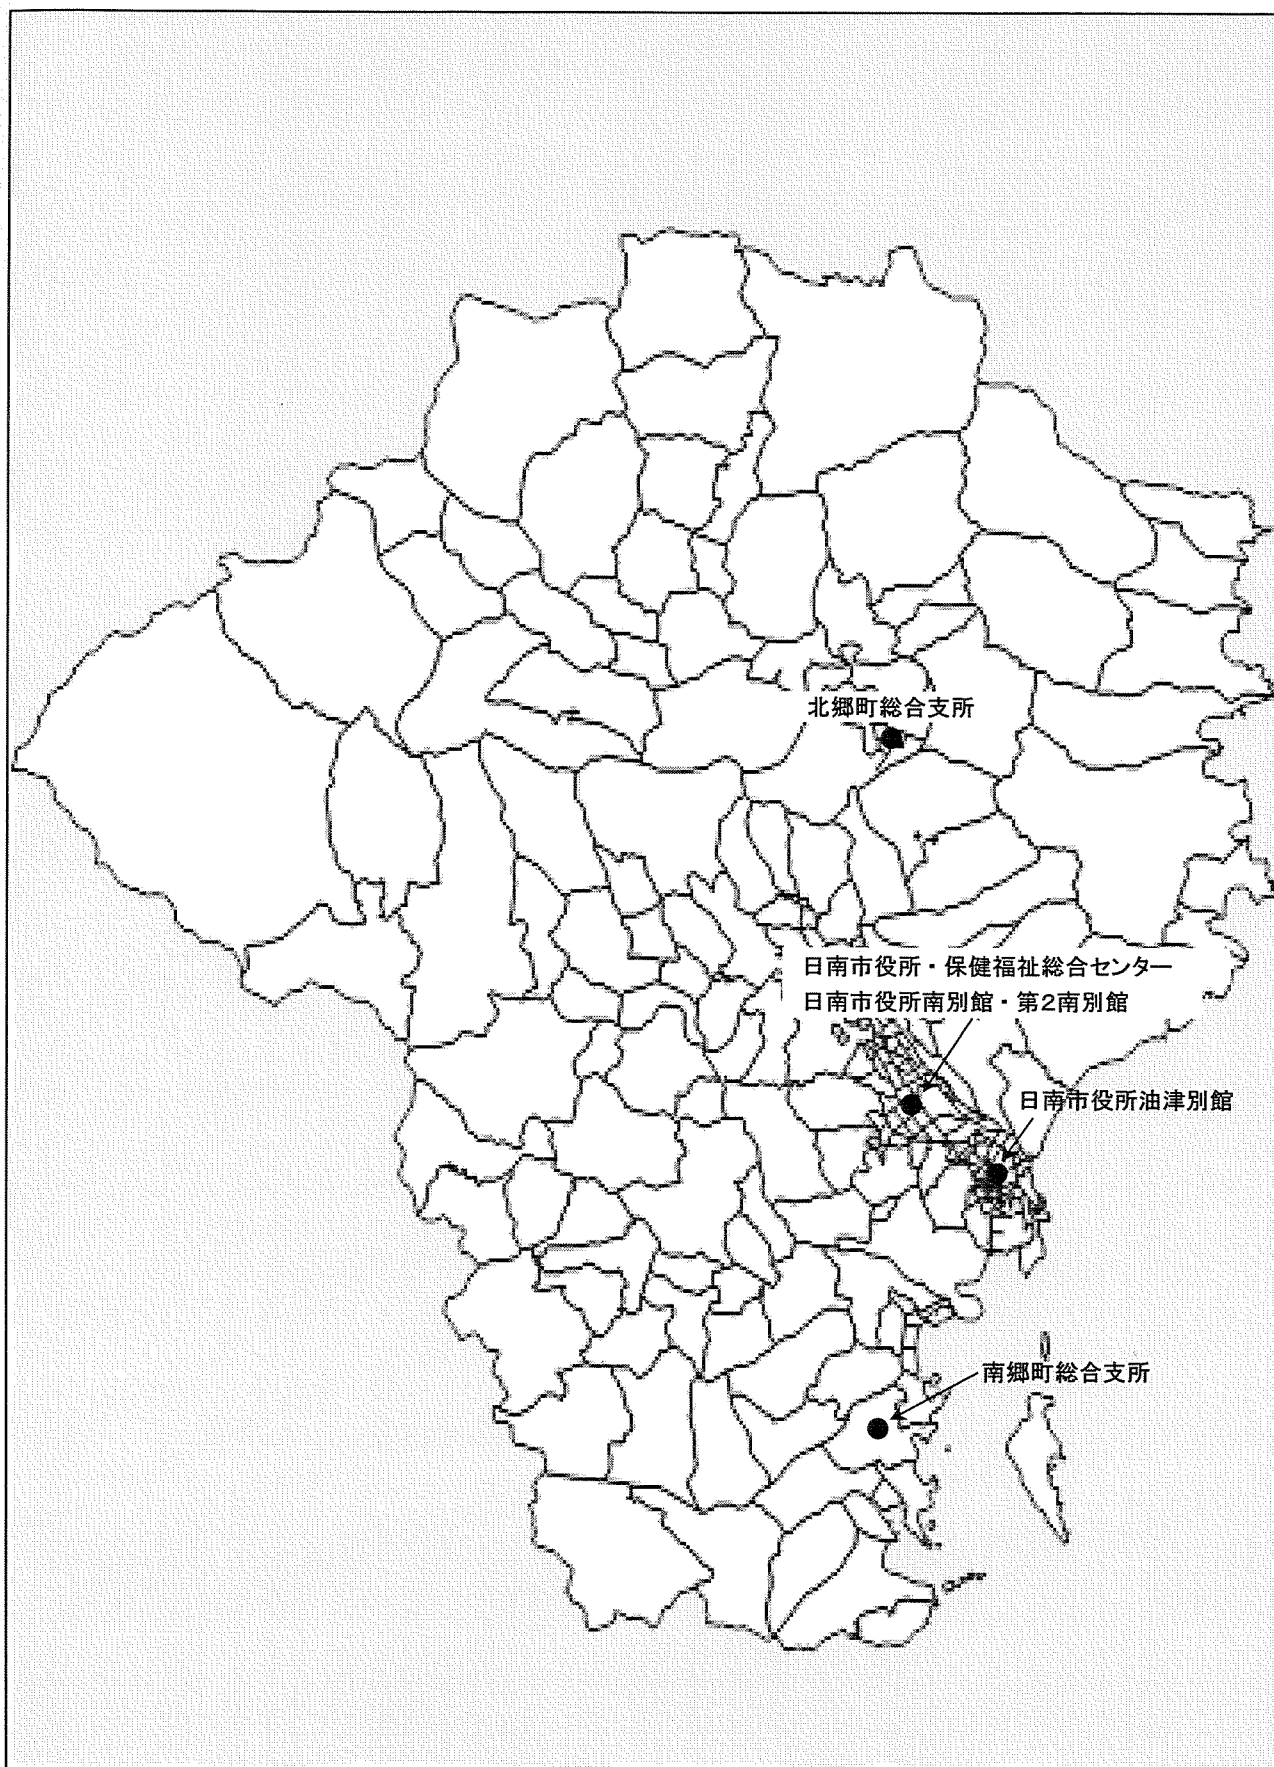 北郷町総合支所
日南市役所・保健福祉総合センター
日南市役所南別館・第2南別館
日南市役所油津別館
南郷町総合支所